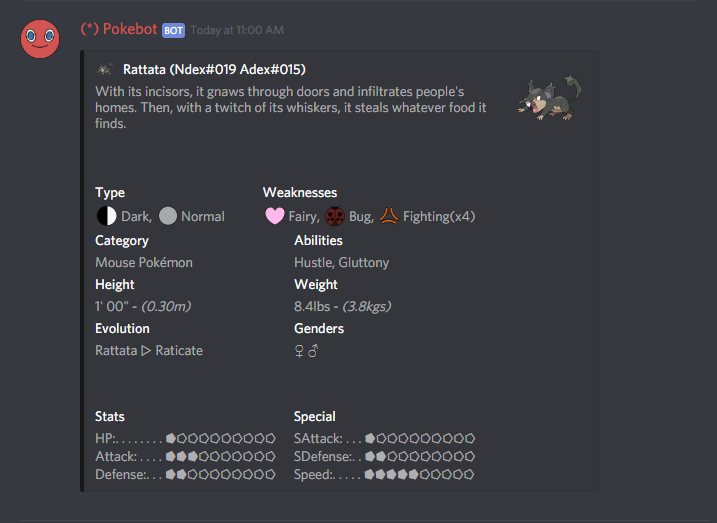 (*) Pokebot BOT Today at 11:00 AM
Rattata (Ndex#019 Adex#015)
With its incisors, it gnaws through doors and infiltrates people's
homes. Then, with a twitch of its whiskers, it steals whatever food it
finds.
Type Weaknesses
Dark, Normal Fairy, Bug, Fighting(x4)
Category Abilities
Mouse Pokémon Hustle, Gluttony
Height Weight
1' 00" - (0.30m) 8.4lbs - (3.8kgs)
Evolution Genders
Rattata ▷ Raticate ♀♂
Stats Special
HP:. . . . . . . . ⬟⬠⬠⬠⬠⬠⬠⬠⬠⬠ SAttack: . . . ⬟⬠⬠⬠⬠⬠⬠⬠⬠⬠
Attack: . . . . ⬟⬟⬟⬠⬠⬠⬠⬠⬠⬠ SDefense:. . ⬟⬟⬠⬠⬠⬠⬠⬠⬠⬠
Defense:. . . ⬟⬟⬠⬠⬠⬠⬠⬠⬠⬠ Speed:. . . . . ⬟⬟⬟⬟⬟⬠⬠⬠⬠⬠